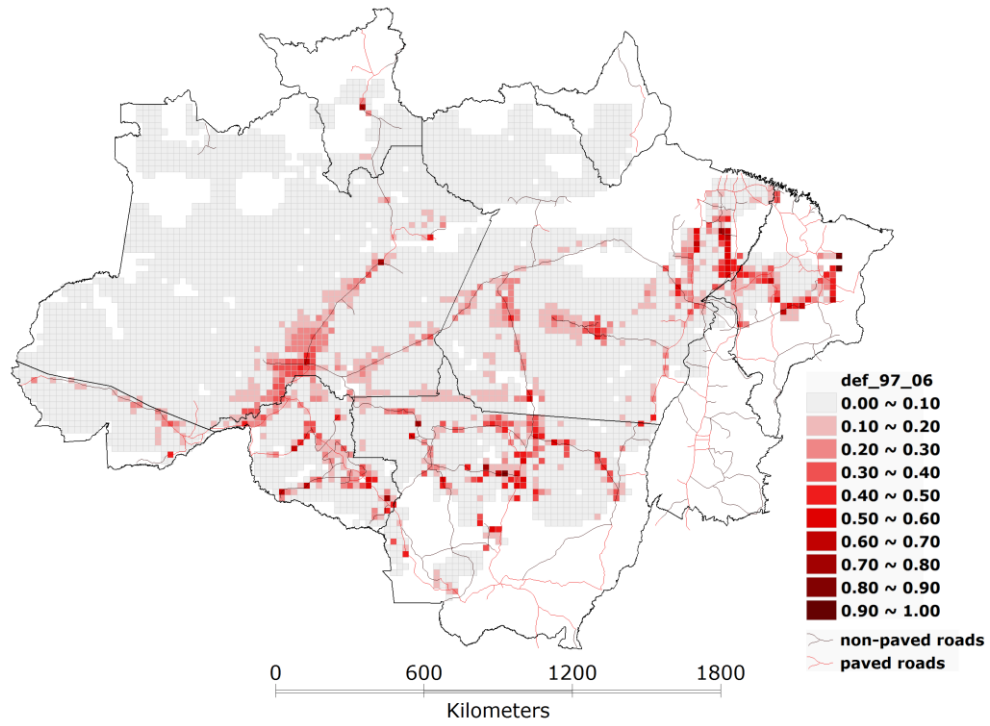 def_97_06
0.00 ~ 0.10
0.10 ~ 0.20
0.20 ~ 0.30
0.30 ~ 0.40
0.40 ~ 0.50
0.50 ~ 0.60
0.60 ~ 0.70
0.70 ~ 0.80
0.80 ~ 0.90
0.90 ~ 1.00
non-paved roads
paved roads
0 600 1200 1800
Kilometers